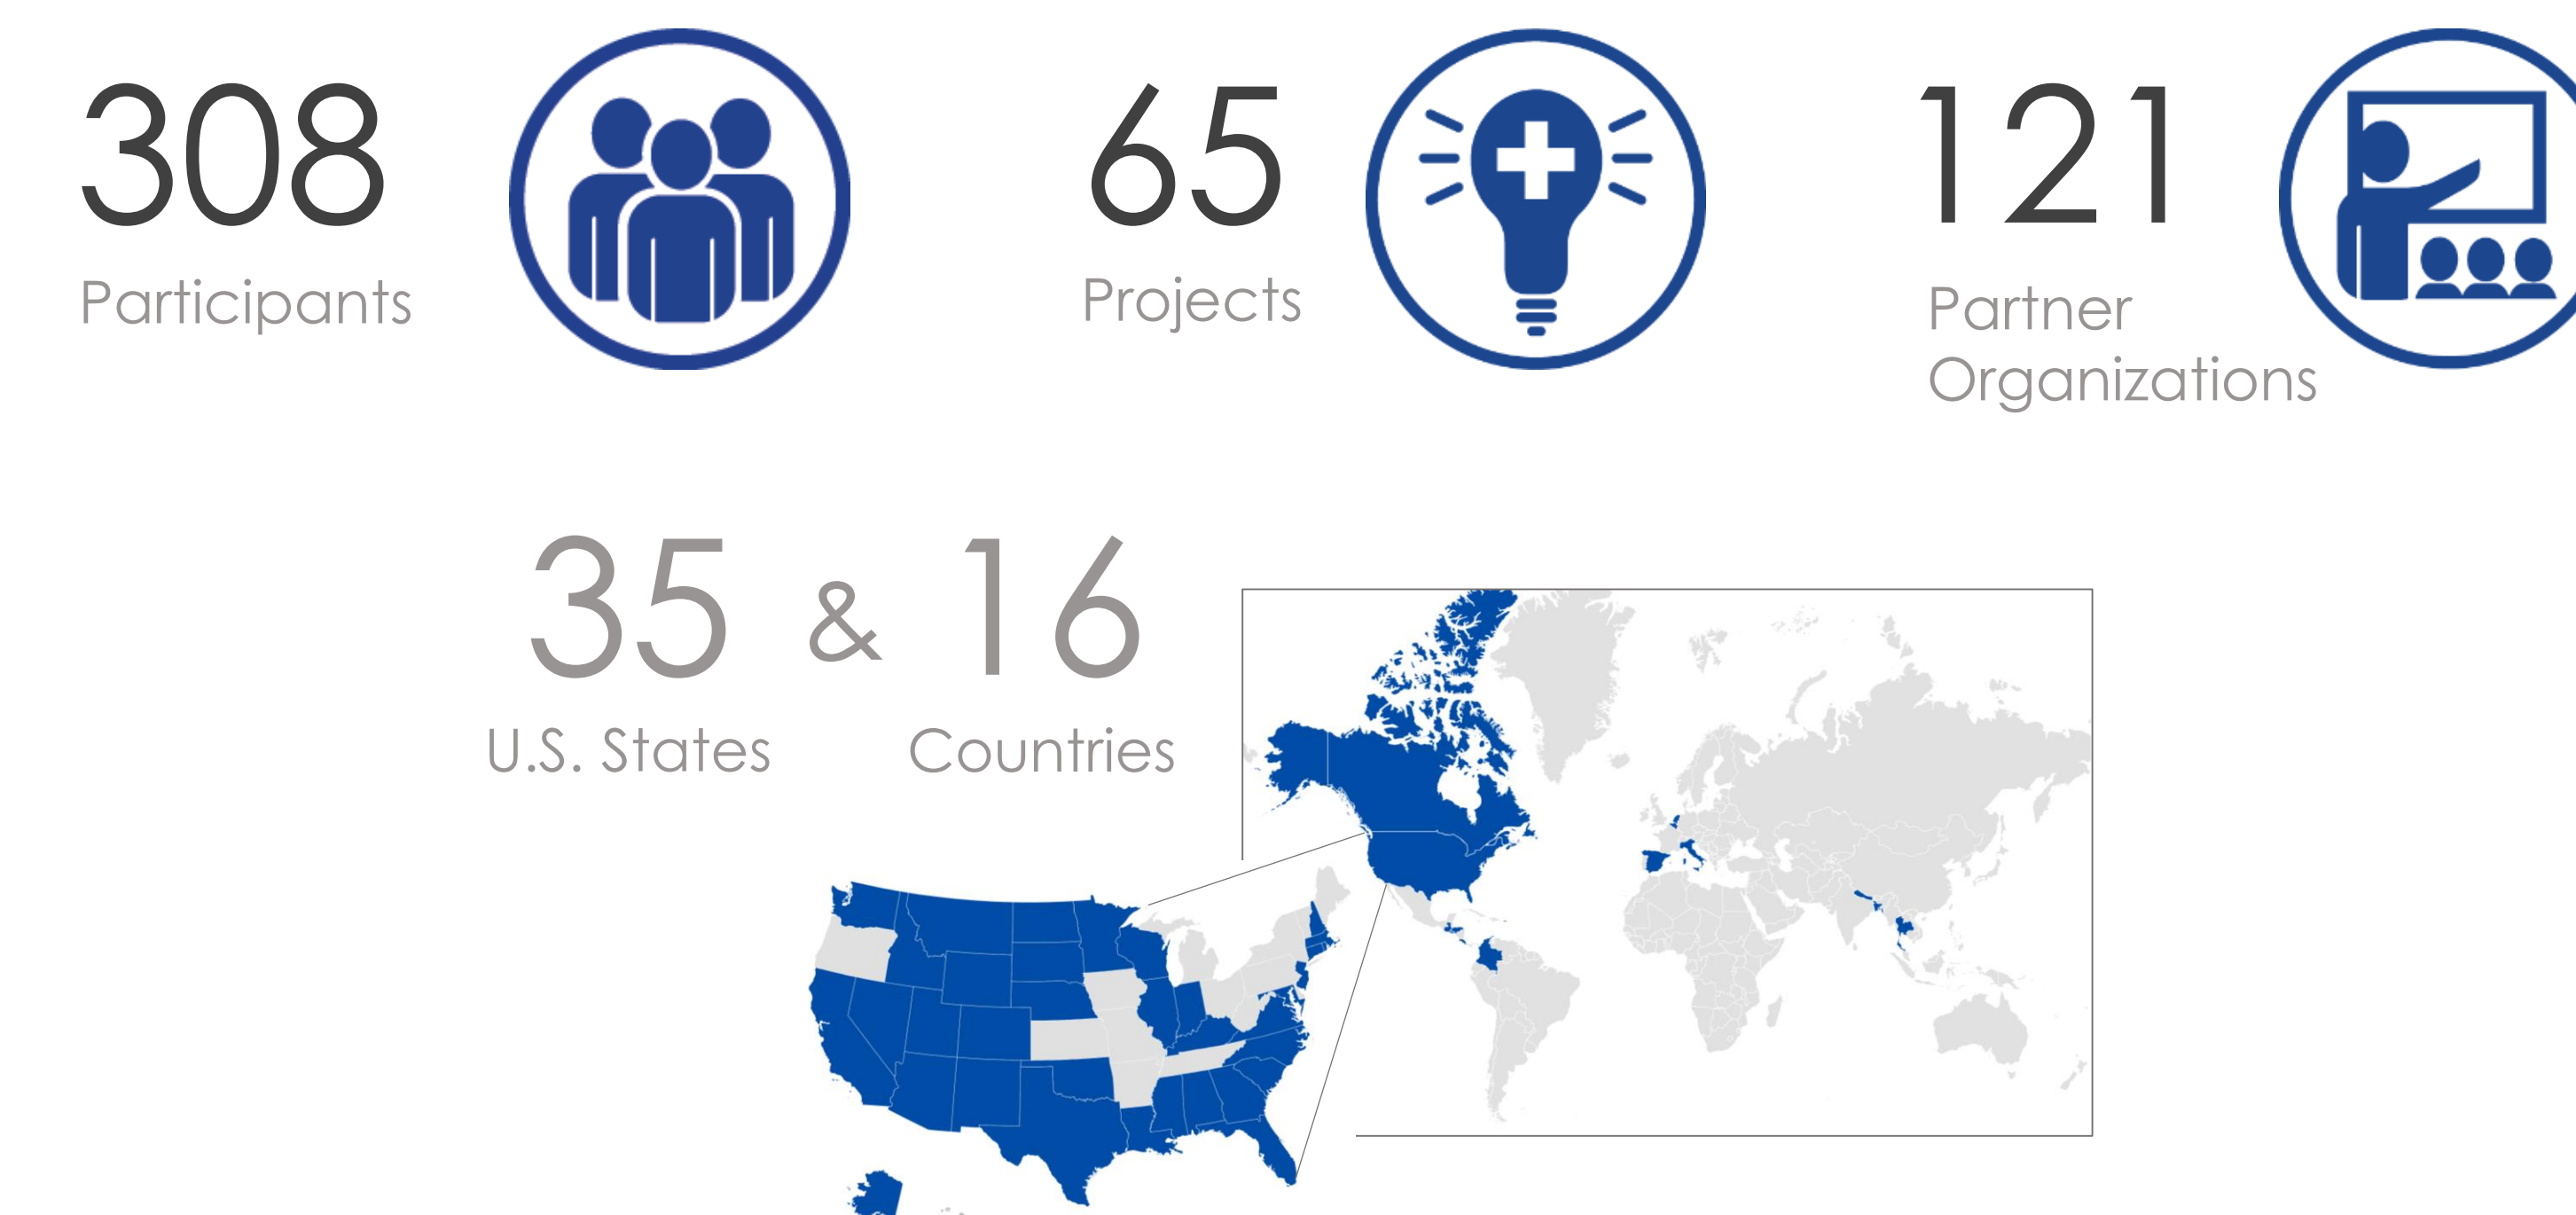 308
Participants
65
Projects
121
Partner
Organizations
35 & 16
U.S. States
Countries